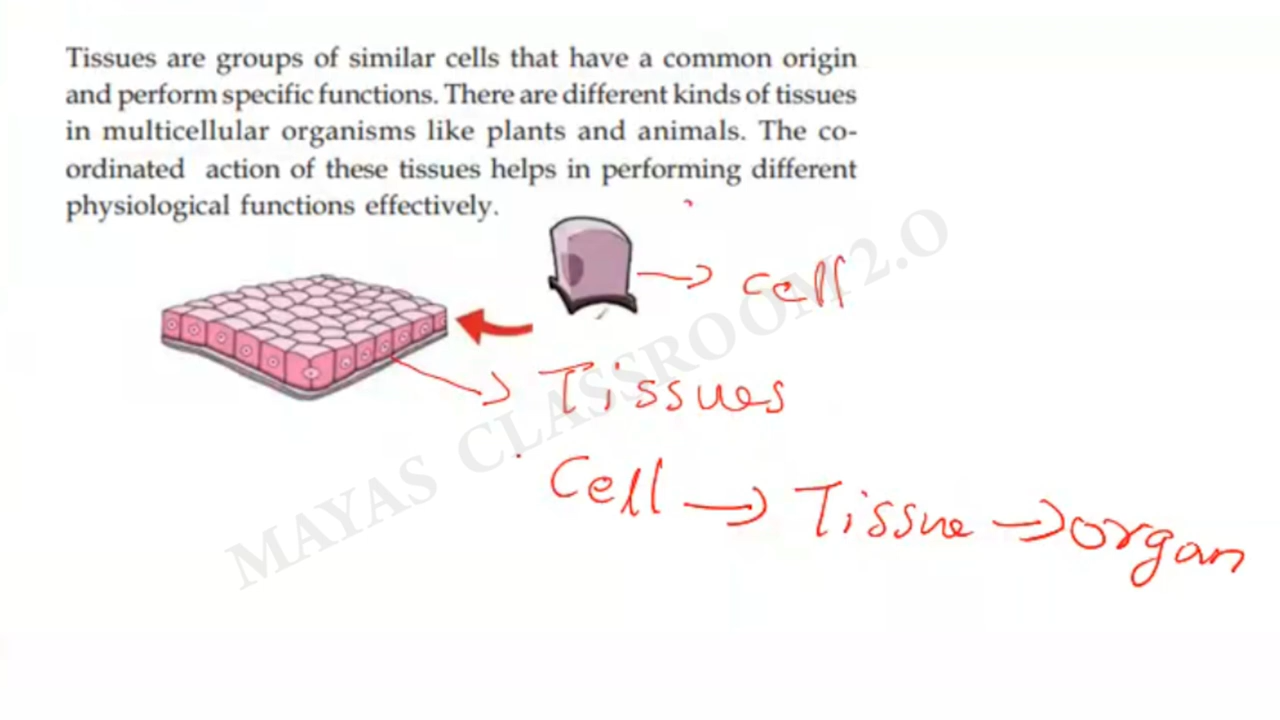 Tissues are groups of similar cells that have a common origin
and perform specific functions. There are different kinds of tissues
in multicellular organisms like plants and animals. The co-
ordinated action of these tissues helps in performing different
physiological functions effectively.
→ cell
→ Tissues
Cell → Tissue → organ
MAYAS CLASSROOM 2.O